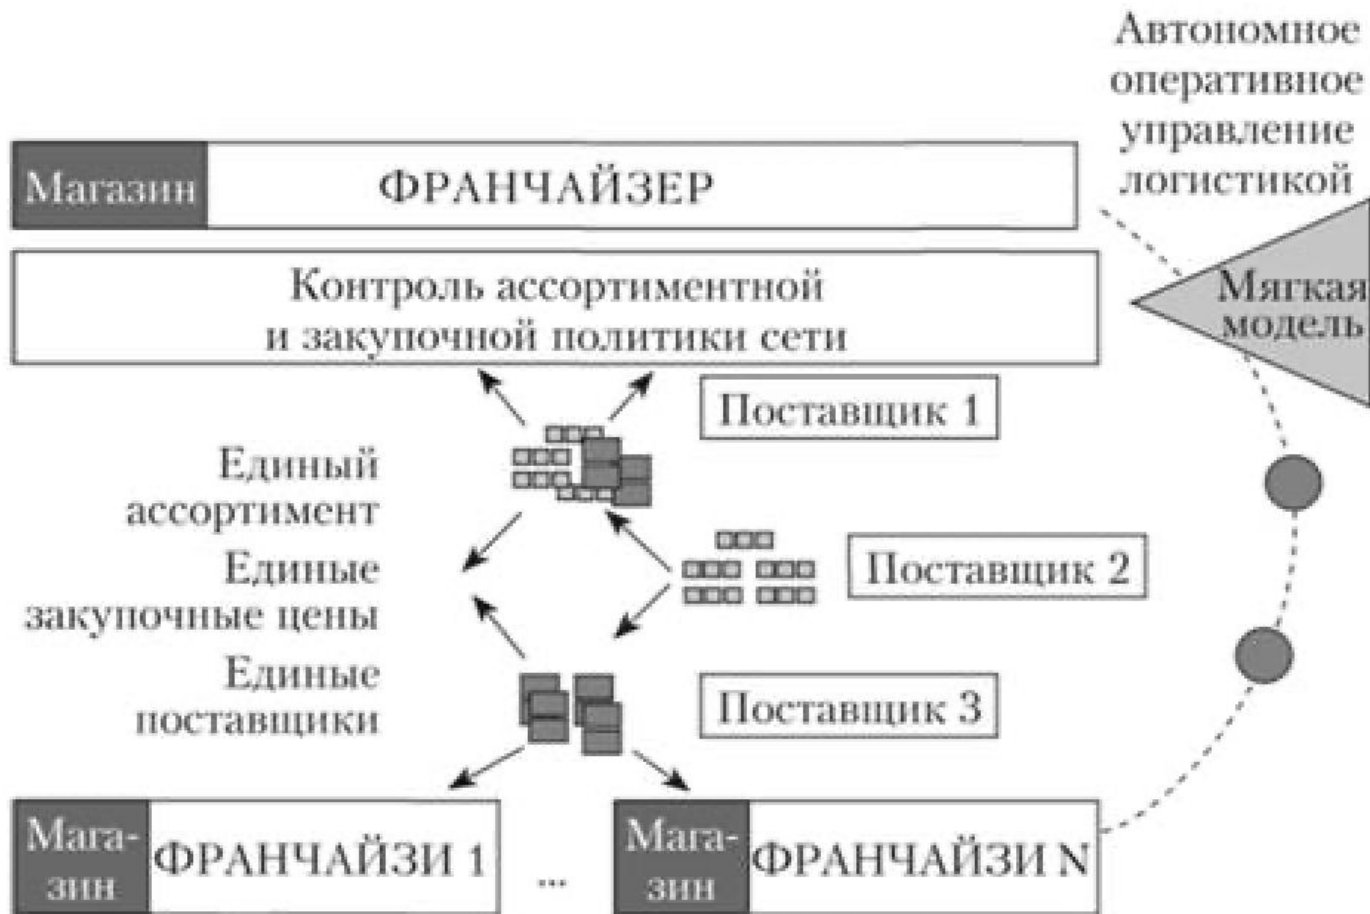 Автономное
оперативное
управление
логистикой
Магазин
ФРАНЧАЙЗЕР
Контроль ассортиментной
и закупочной политики сети
Мягкая
модель
Поставщик 1
Единый
ассортимент
Единые
закупочные цены
Единые
поставщики
Поставщик 2
Поставщик 3
Мага-
зин
ФРАНЧАЙЗИ 1
...
Мага-
зин
ФРАНЧАЙЗИ N